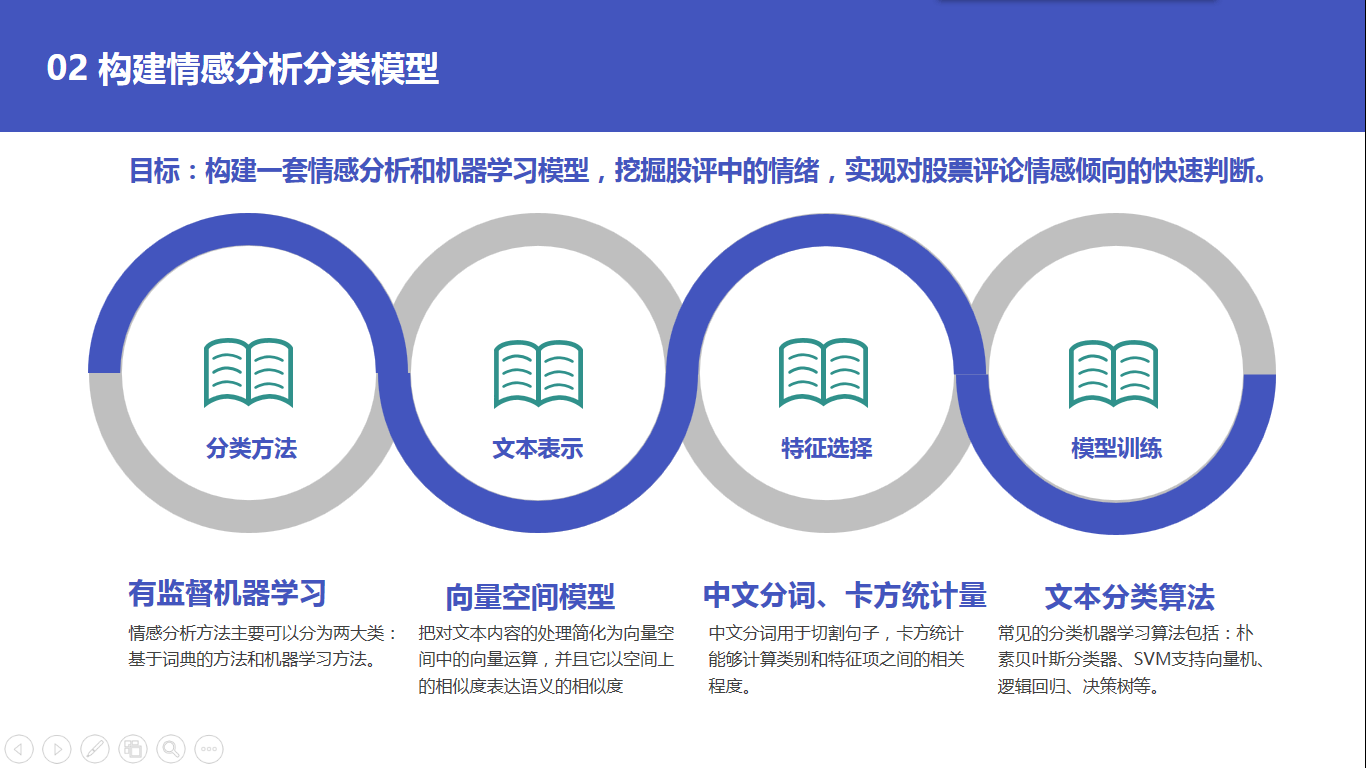 02 构建情感分析分类模型
目标：构建一套情感分析和机器学习模型，挖掘股评中的情绪，实现对股票评论情感倾向的快速判断。
分类方法
文本表示
特征选择
模型训练
有监督机器学习
情感分析方法主要可以分为两大类：
基于词典的方法和机器学习方法。
向量空间模型
把对文本内容的处理简化为向量空
间中的向量运算，并且它以空间上
的相似度表达语义的相似度
中文分词、卡方统计量
中文分词用于切割句子，卡方统计
能够计算类别和特征项之间的相关
程度。
文本分类算法
常见的分类机器学习算法包括：朴
素贝叶斯分类器、SVM支持向量机、
逻辑回归、决策树等。